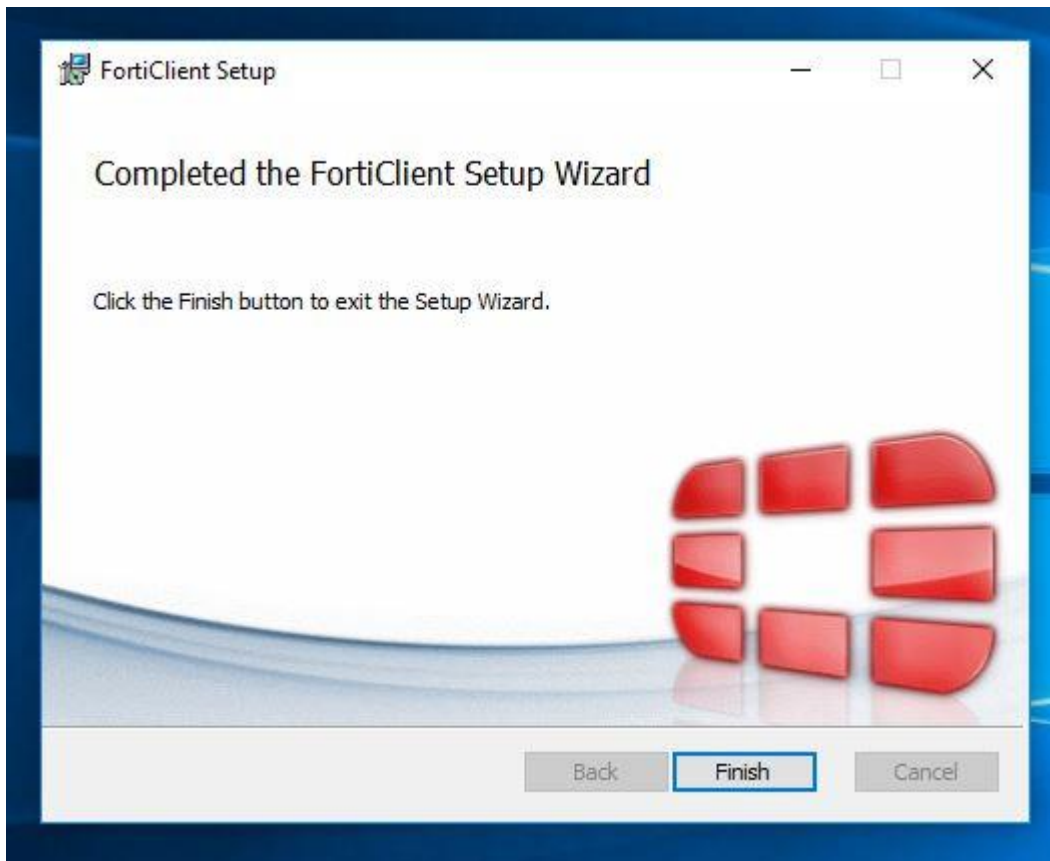 FortiClient Setup
Completed the FortiClient Setup Wizard
Click the Finish button to exit the Setup Wizard.
Back Finish Cancel